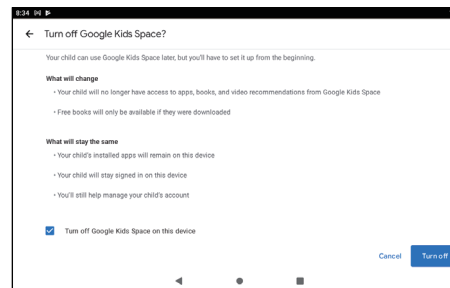 8:34
Turn off Google Kids Space?
Your child can use Google Kids Space later, but you'll have to set it up from the beginning.
What will change
• Your child will no longer have access to apps, books, and video recommendations from Google Kids Space
• Free books will only be available if they were downloaded
What will stay the same
• Your child's installed apps will remain on this device
• Your child will stay signed in on this device
• You'll still help manage your child's account
Turn off Google Kids Space on this device
Cancel
Turn off